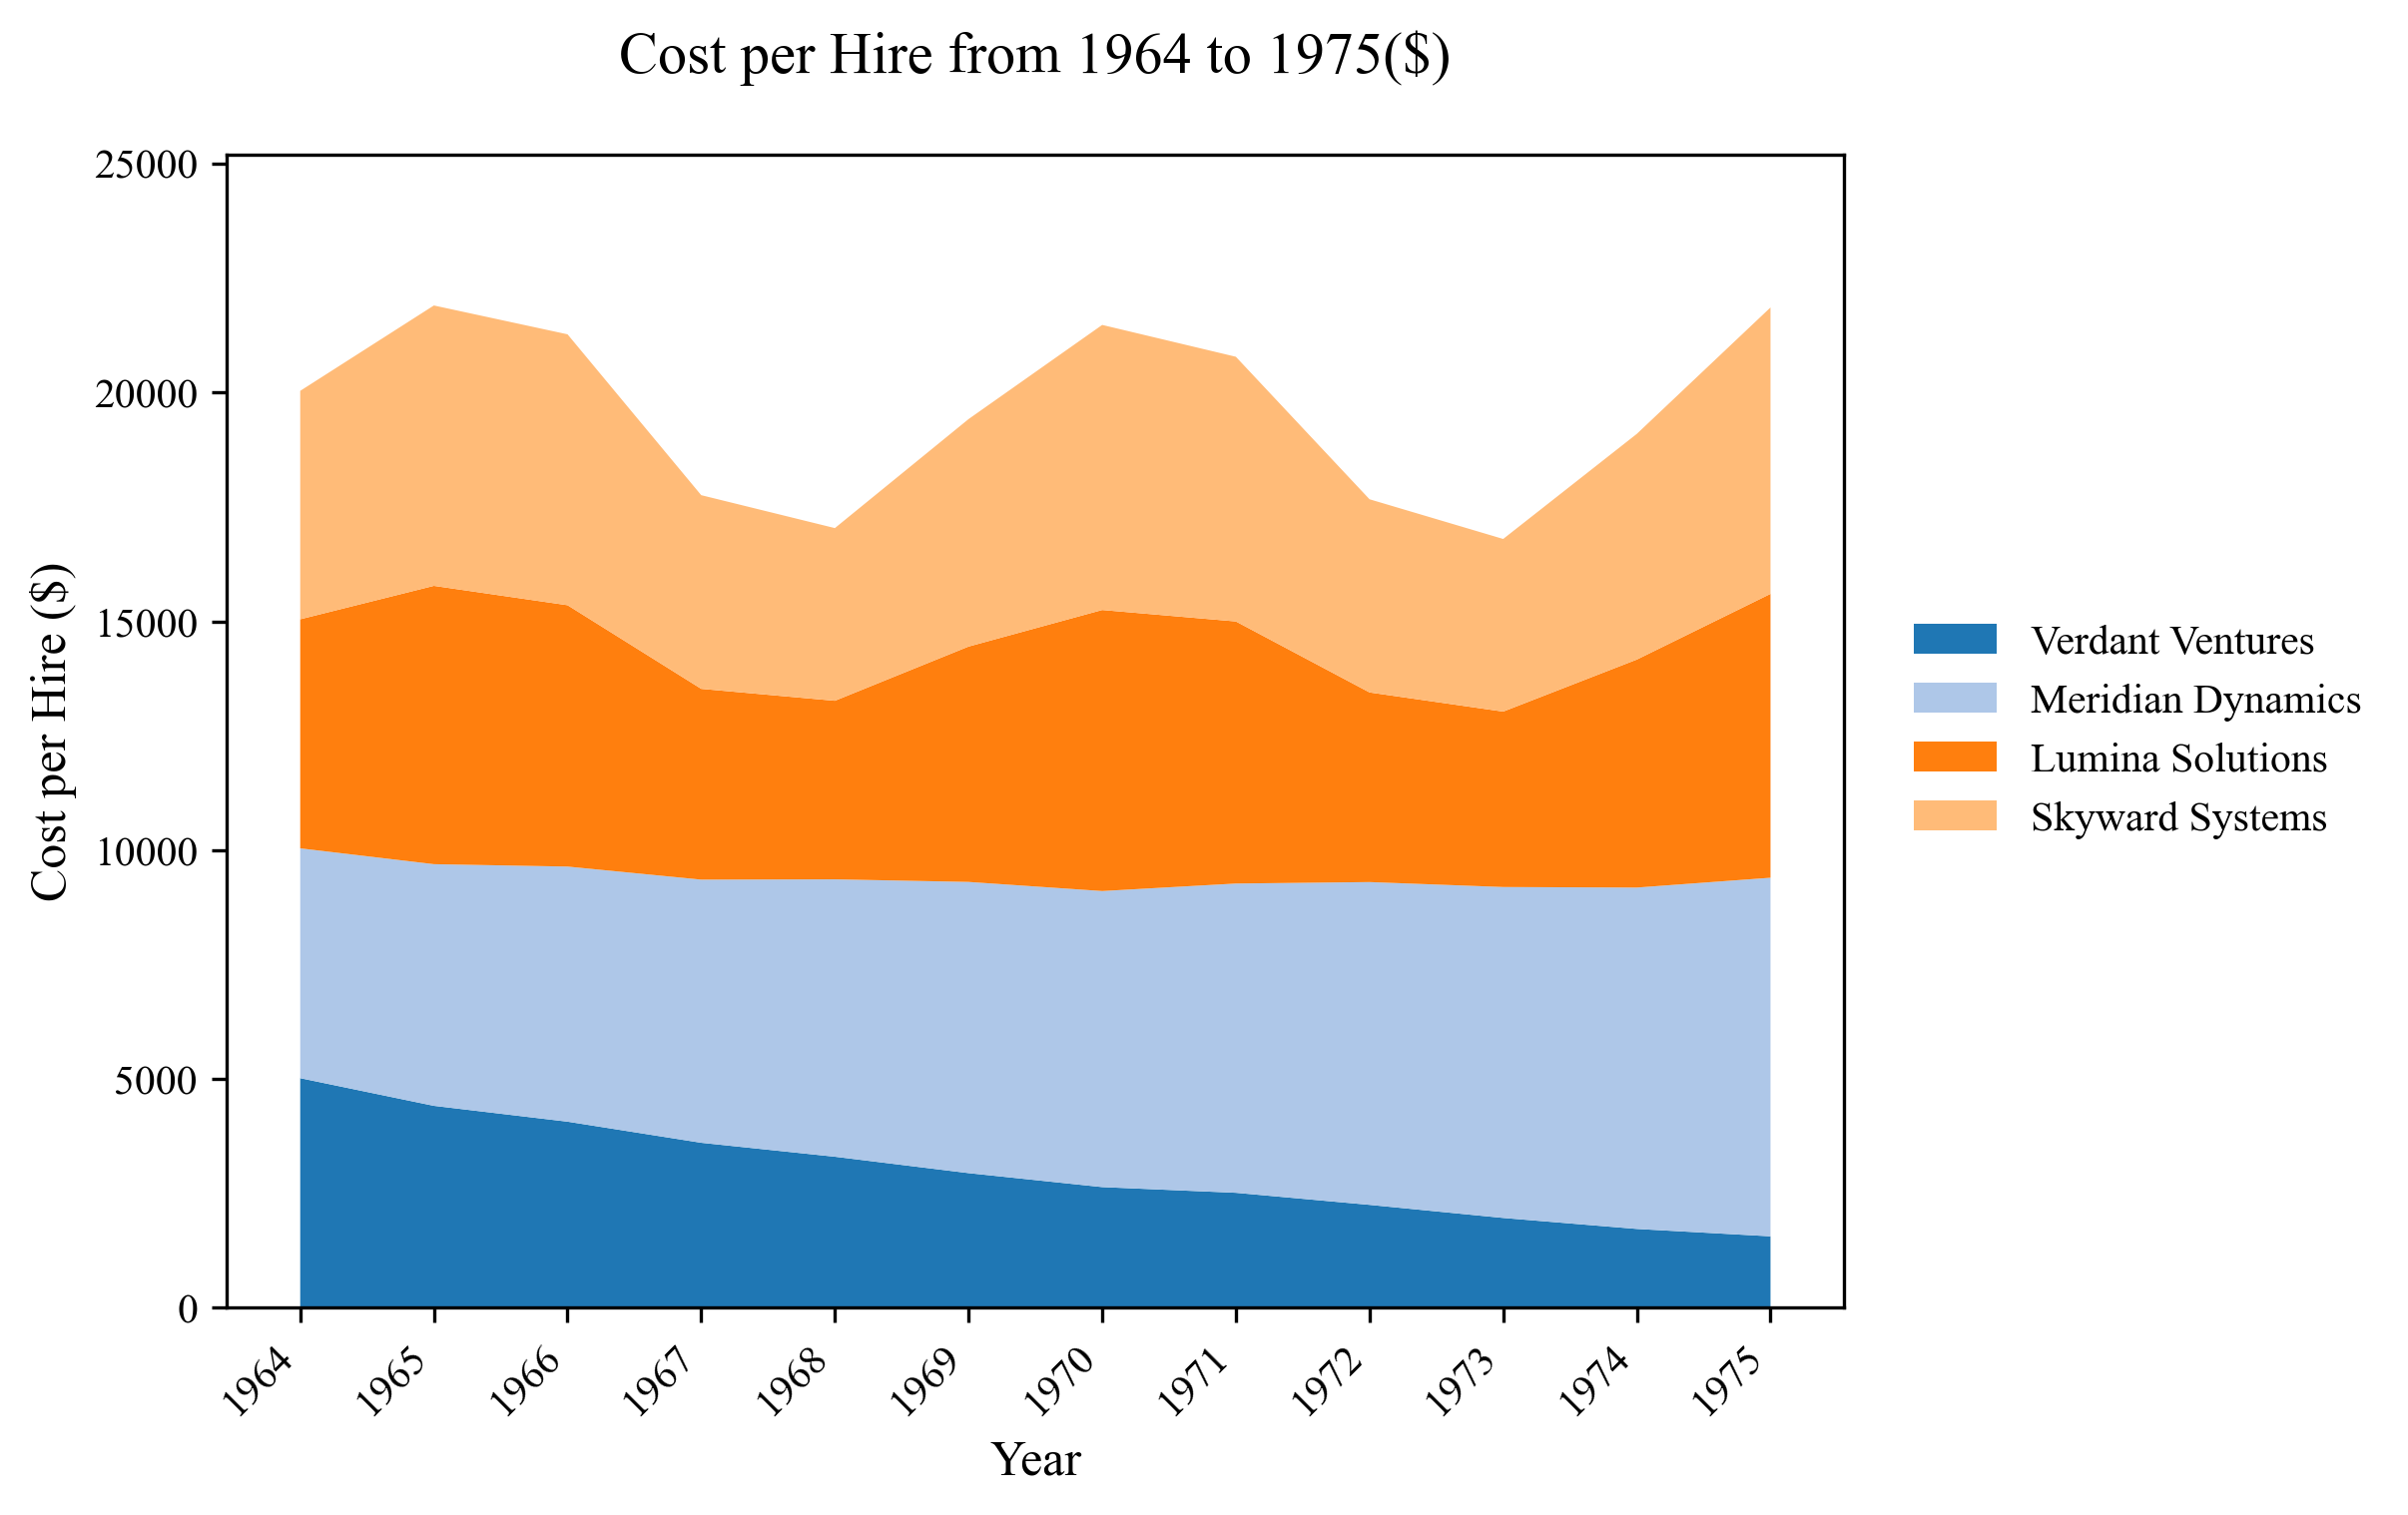 Cost per Hire from 1964 to 1975($)
Cost per Hire ($)
25000
20000
15000
10000
5000
0
1964
1965
1966
1967
1968
1969
1970
1971
1972
1973
1974
1975
Year
Verdant Ventures
Meridian Dynamics
Lumina Solutions
Skyward Systems